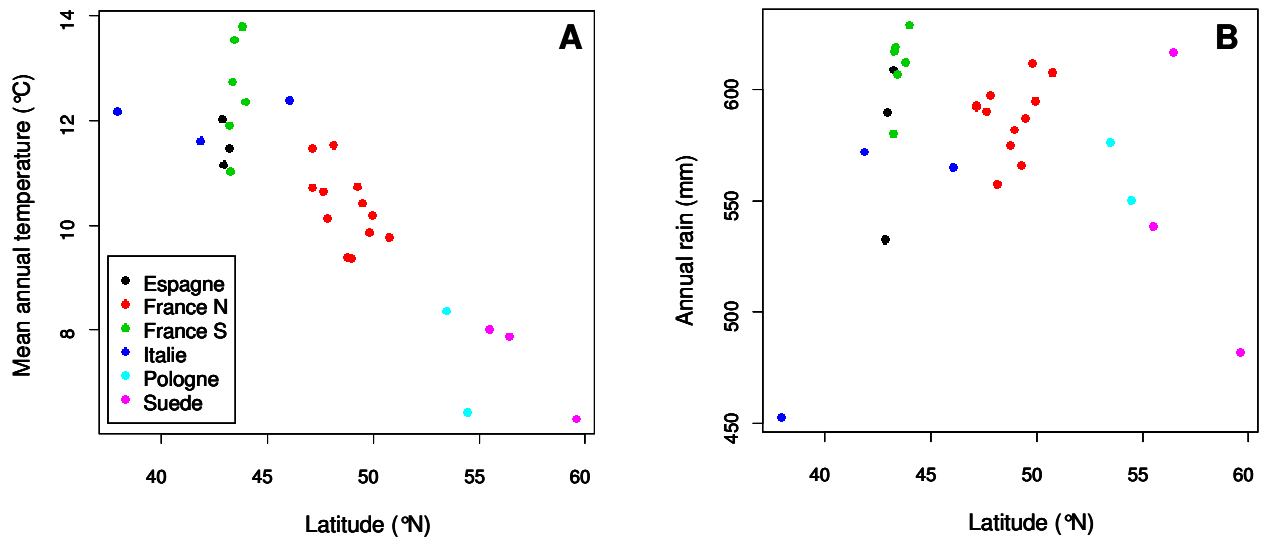 A
Mean annual temperature (°C)
14
12
10
8
Espagne
France N
France S
Italie
Pologne
Suede
40 45 50 55 60
Latitude (°N)
B
Annual rain (mm)
600
550
500
450
40 45 50 55 60
Latitude (°N)